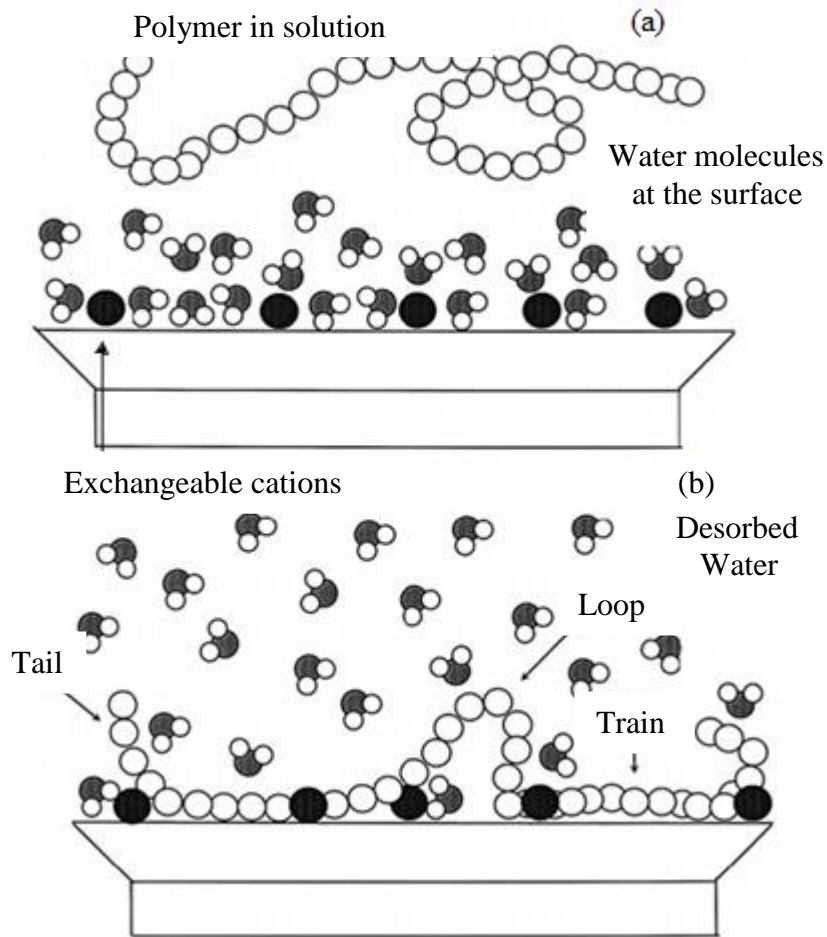 Polymer in solution
(a)
Water molecules
at the surface
Exchangeable cations
(b)
Desorbed
Water
Loop
Tail
Train